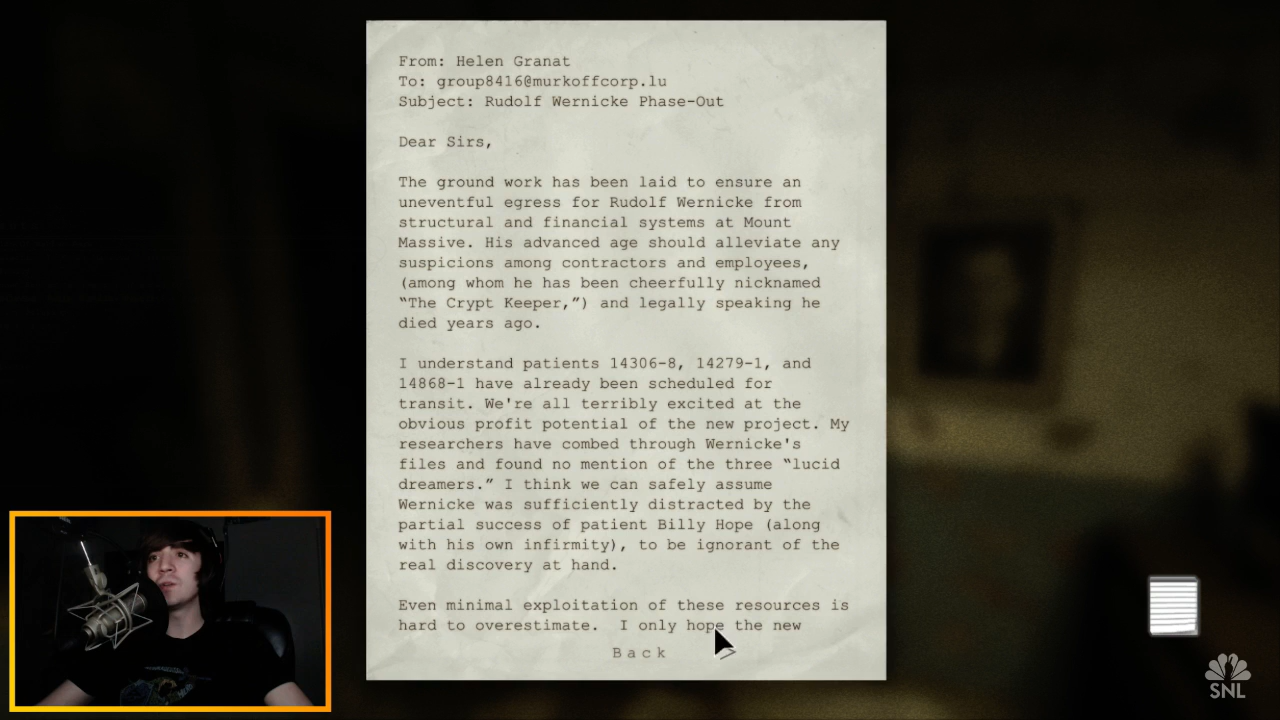 From: Helen Granat
To: group8416@murkoffcorp.lu
Subject: Rudolf Wernicke Phase-Out
Dear Sirs,
The ground work has been laid to ensure an
uneventful egress for Rudolf Wernicke from
structural and financial systems at Mount
Massive. His advanced age should alleviate any
suspicions among contractors and employees,
(among whom he has been cheerfully nicknamed
“The Crypt Keeper,”) and legally speaking he
died years ago.
I understand patients 14306-8, 14279-1, and
14868-1 have already been scheduled for
transit. We're all terribly excited at the
obvious profit potential of the new project. My
researchers have combed through Wernicke's
files and found no mention of the three “lucid
dreamers.” I think we can safely assume
Wernicke was sufficiently distracted by the
partial success of patient Billy Hope (along
with his own infirmity), to be ignorant of the
real discovery at hand.
Even minimal exploitation of these resources is
hard to overestimate.  I only hope the new
Back >
SNL